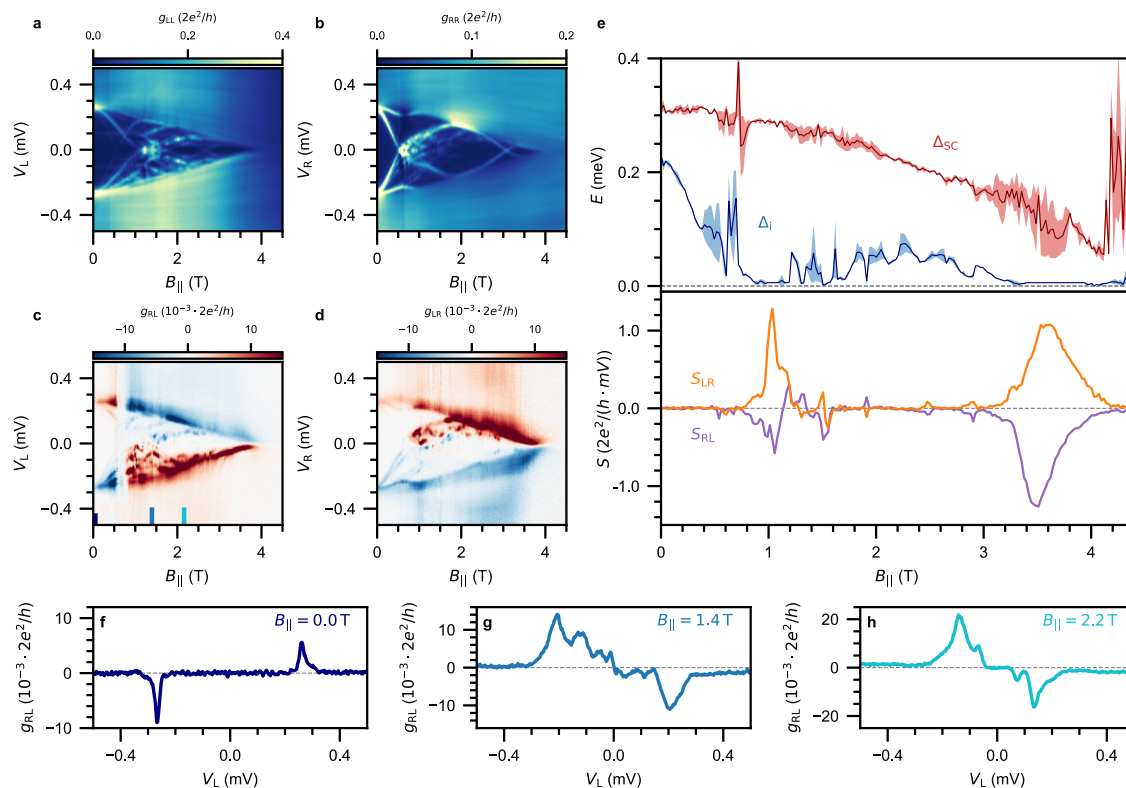 a
g_LL (2e²/h)
0.0 0.2 0.4
V_L (mV)
0.4
0.0
−0.4
0 2 4
B_|| (T)
b
g_RR (2e²/h)
0.0 0.1 0.2
V_R (mV)
0.4
0.0
−0.4
0 2 4
B_|| (T)
c
g_RL (10⁻³ · 2e²/h)
−10 0 10
V_L (mV)
0.4
0.0
−0.4
0 2 4
B_|| (T)
d
g_LR (10⁻³ · 2e²/h)
−10 0 10
V_R (mV)
0.4
0.0
−0.4
0 2 4
B_|| (T)
e
E (meV)
0.4
0.2
0.0
Δ_SC
Δ_i
S (2e²/(h · mV))
1.0
0.0
−1.0
S_LR
S_RL
0 1 2 3 4
B_|| (T)
f
B_|| = 0.0 T
g_RL (10⁻³ · 2e²/h)
10
0
−10
−0.4 0.0 0.4
V_L (mV)
g
B_|| = 1.4 T
g_RL (10⁻³ · 2e²/h)
10
0
−10
−0.4 0.0 0.4
V_L (mV)
h
B_|| = 2.2 T
g_RL (10⁻³ · 2e²/h)
20
0
−20
−0.4 0.0 0.4
V_L (mV)